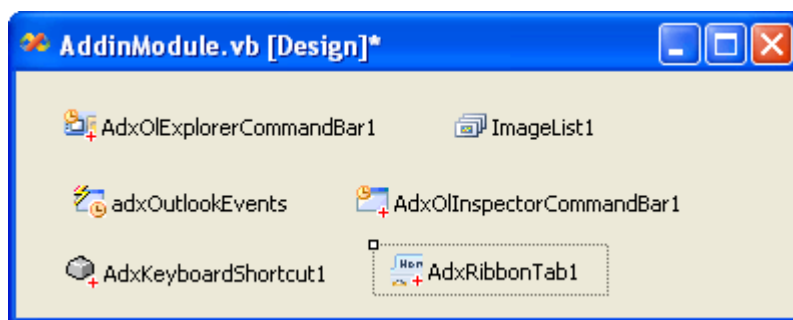 AddinModule.vb [Design]*
AdxOlExplorerCommandBar1 ImageList1
adxOutlookEvents AdxOlInspectorCommandBar1
AdxKeyboardShortcut1 AdxRibbonTab1